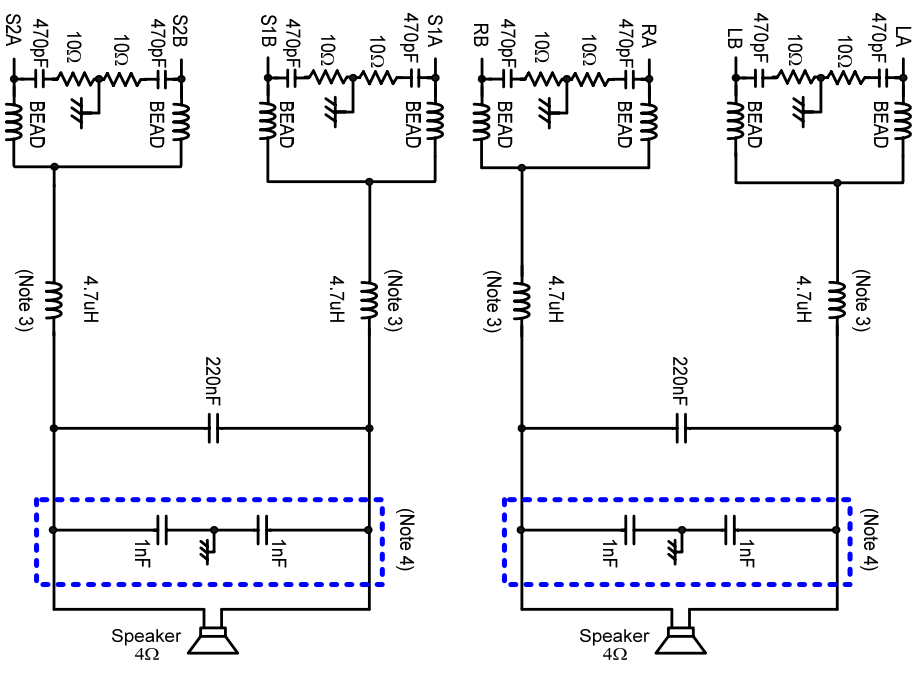 S2A
470pF
10Ω
10Ω
470pF
S2B
BEAD
BEAD
S1B
470pF
10Ω
10Ω
470pF
S1A
BEAD
BEAD
RB
470pF
10Ω
10Ω
470pF
RA
BEAD
BEAD
LB
470pF
10Ω
10Ω
470pF
LA
BEAD
BEAD
(Note 3)
4.7uH
4.7uH
(Note 3)
(Note 3)
4.7uH
4.7uH
(Note 3)
220nF
220nF
(Note 4)
1nF
1nF
(Note 4)
1nF
1nF
Speaker
4Ω
Speaker
4Ω